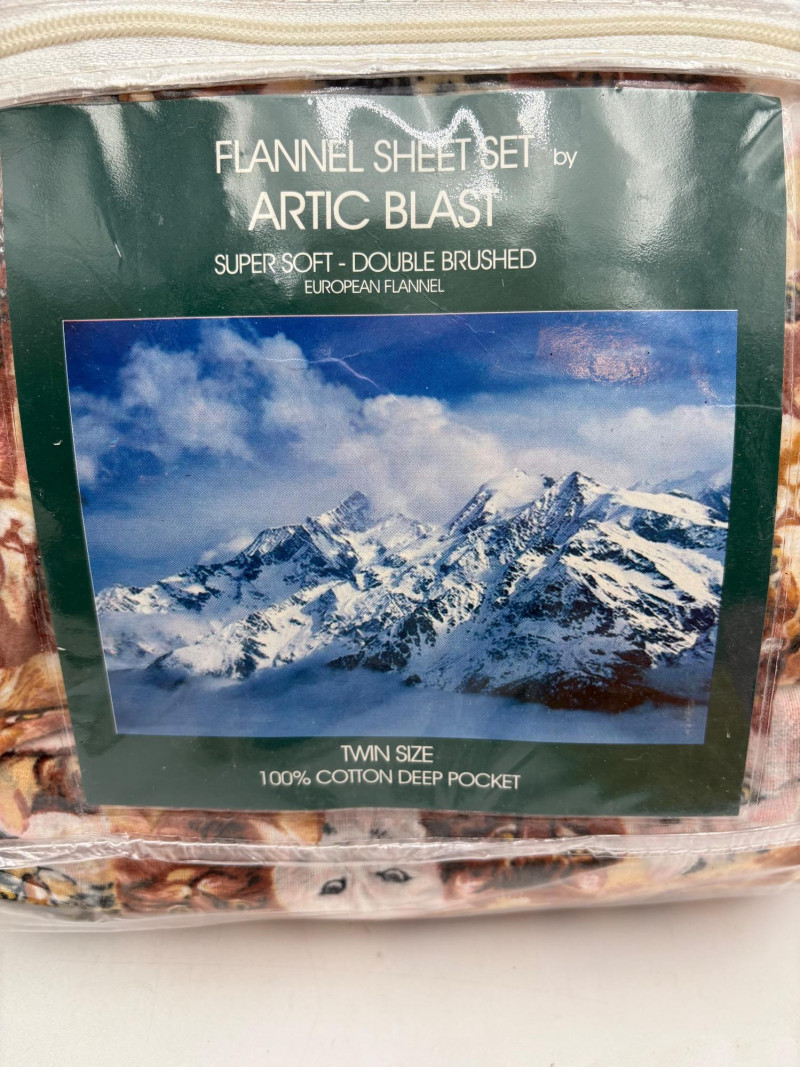 FLANNEL SHEET SET by
ARTIC BLAST
SUPER SOFT - DOUBLE BRUSHED
EUROPEAN FLANNEL
TWIN SIZE
100% COTTON DEEP POCKET